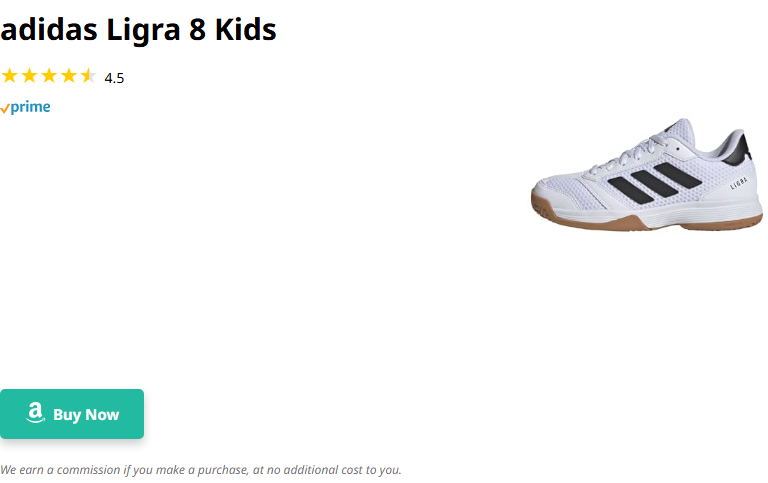 adidas Ligra 8 Kids
4.5
prime
LIGRA
Buy Now
We earn a commission if you make a purchase, at no additional cost to you.